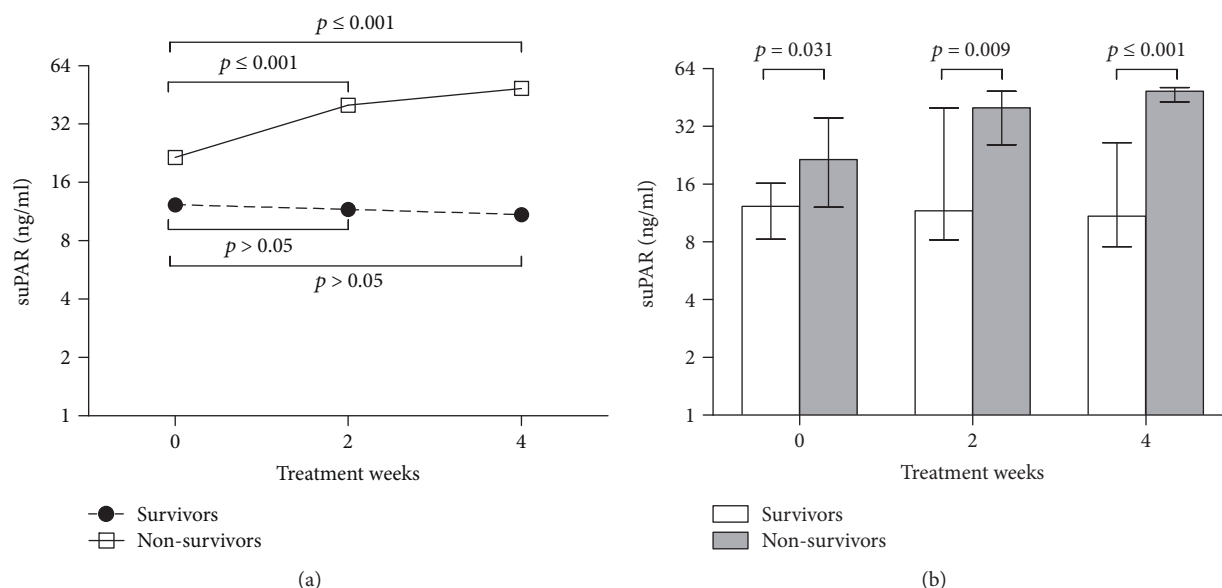 p ≤ 0.001
p ≤ 0.001
64
32
16
8
4
2
1
suPAR (ng/ml)
p > 0.05
p > 0.05
0 2 4
Treatment weeks
Survivors
Non-survivors
(a)
p = 0.031 p = 0.009 p ≤ 0.001
64
32
16
8
4
2
1
suPAR (ng/ml)
0 2 4
Treatment weeks
Survivors
Non-survivors
(b)